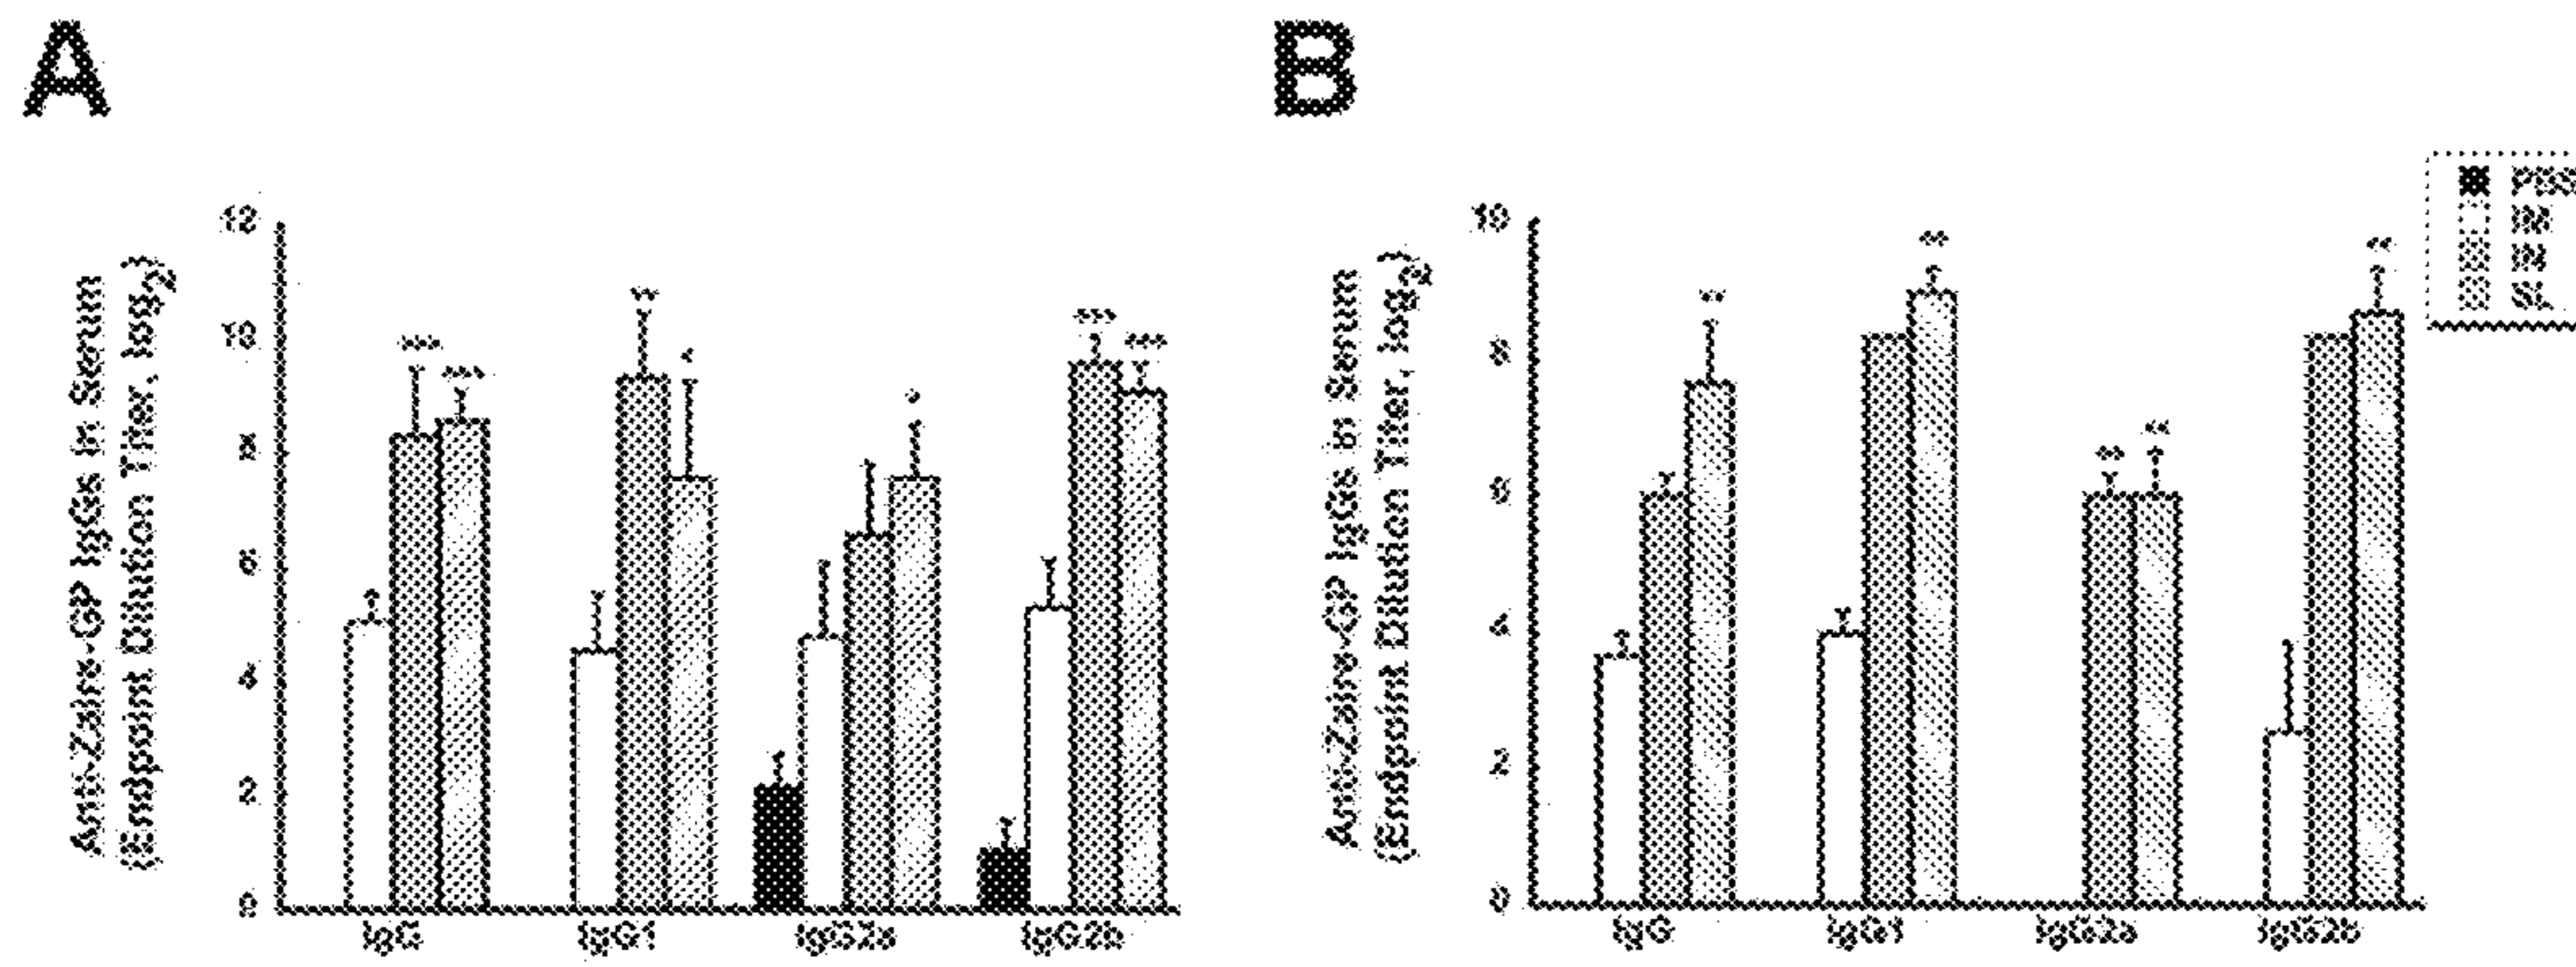 A
Anti-Zaire-GP IgGs in Serum
(Endpoint Dilution Titer, log2)
12
10
8
6
4
2
0
IgG
IgG1
IgG2a
IgG2b
B
Anti-Zaire-GP IgGs in Serum
(Endpoint Dilution Titer, log2)
10
8
6
4
2
0
IgG
IgG1
IgG2a
IgG2b
PBS
IM